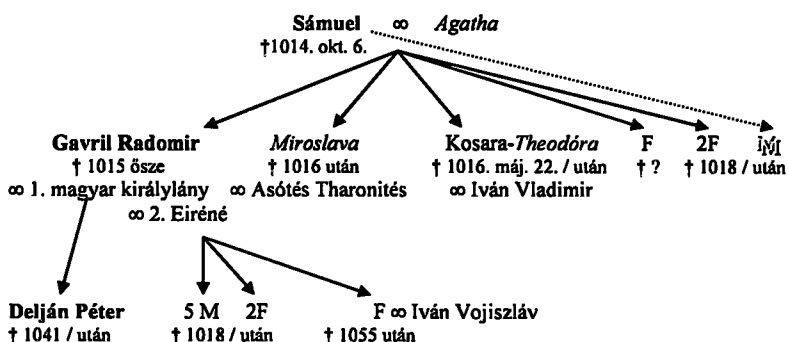 Sámuel ∞ Agatha
†1014. okt. 6.
Gavril Radomir Miroslava Kosara-Theodóra F 2F M
† 1015 ősze † 1016 után † 1016. máj. 22. / után † ? † 1018 / után
∞ 1. magyar királylány ∞ Asótés Tharonités ∞ Iván Vladimir
∞ 2. Eiréné
Delján Péter 5 M 2F F ∞ Iván Vojiszláv
† 1041 / után † 1018 / után † 1055 után